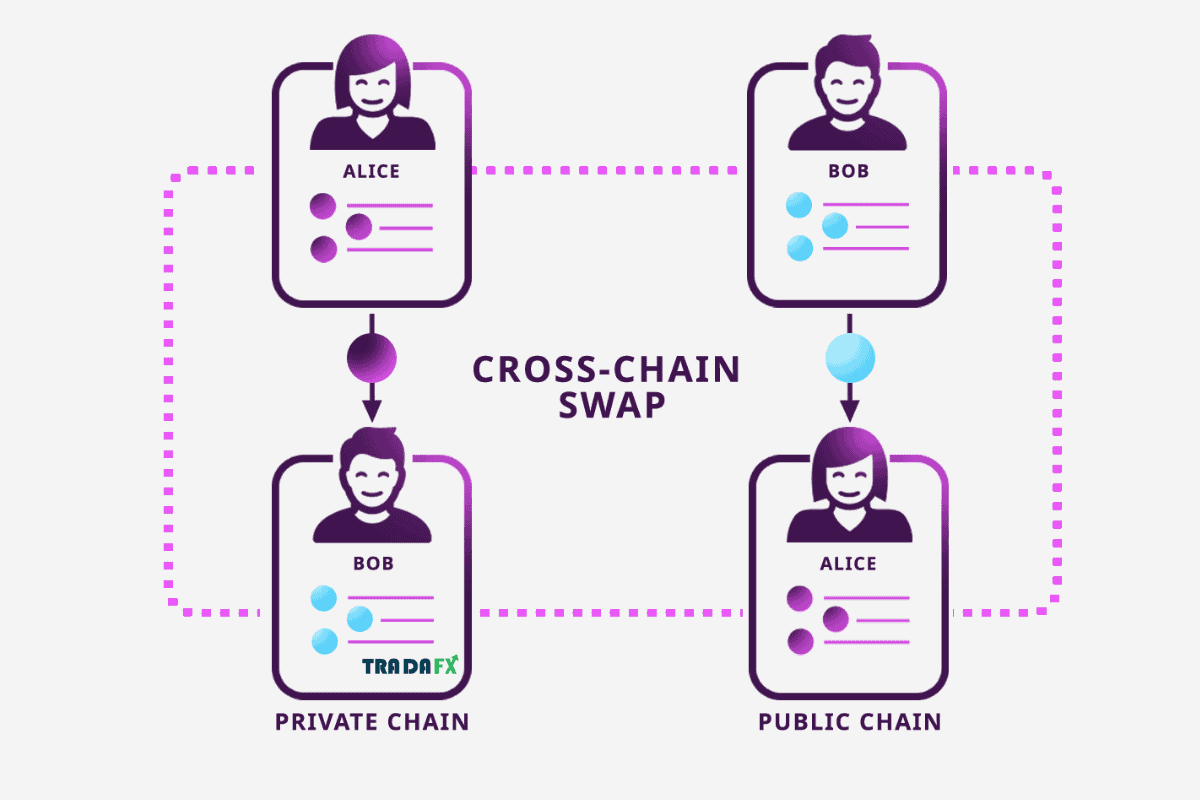 ALICE
BOB
CROSS-CHAIN
SWAP
BOB
ALICE
TRADAFX
PRIVATE CHAIN
PUBLIC CHAIN